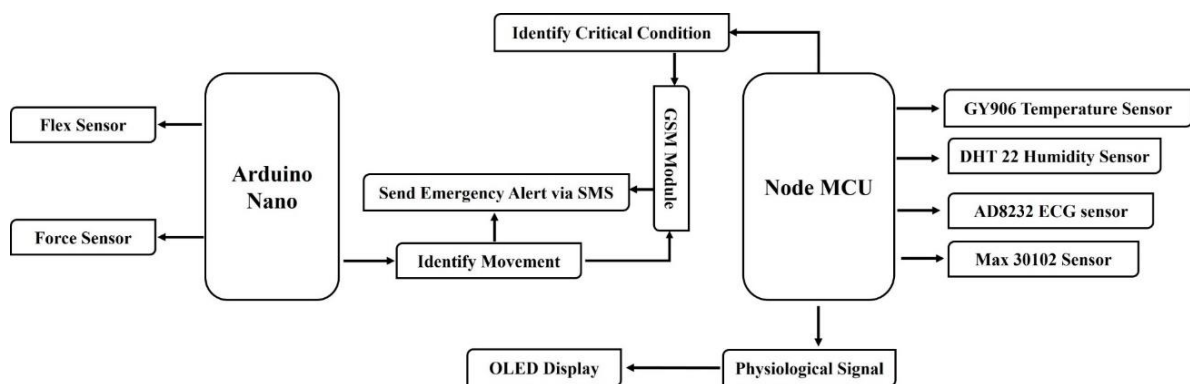 Identify Critical Condition
Flex Sensor
Force Sensor
Arduino
Nano
Send Emergency Alert via SMS
Identify Movement
GSM Module
Node MCU
GY906 Temperature Sensor
DHT 22 Humidity Sensor
AD8232 ECG sensor
Max 30102 Sensor
OLED Display
Physiological Signal